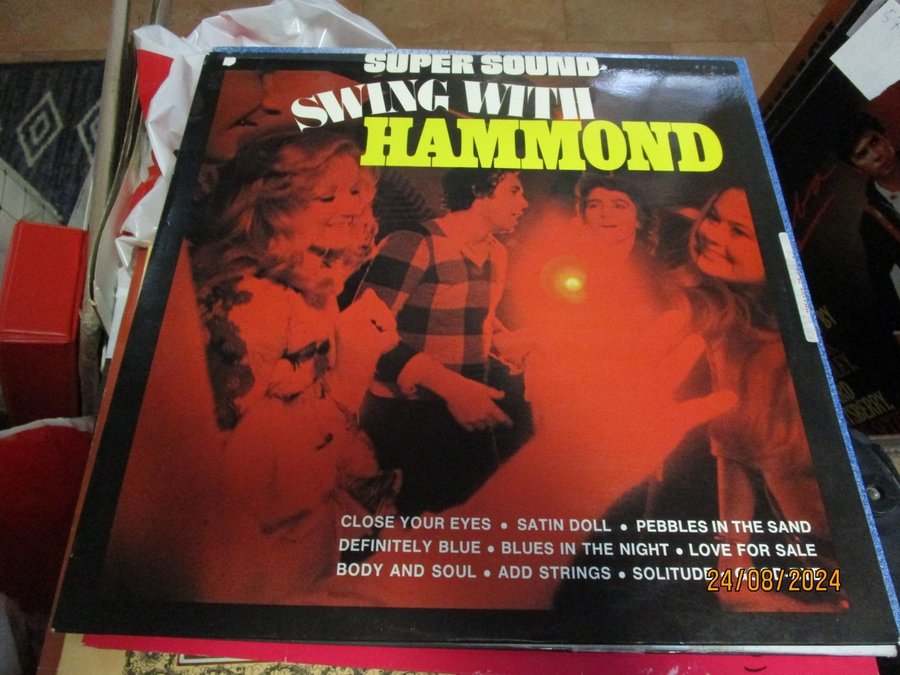 SUPER SOUND
SWING WITH
HAMMOND
CLOSE YOUR EYES • SATIN DOLL • PEBBLES IN THE SAND
DEFINITELY BLUE • BLUES IN THE NIGHT • LOVE FOR SALE
BODY AND SOUL • ADD STRINGS • SOLITUDE
24/08/2024